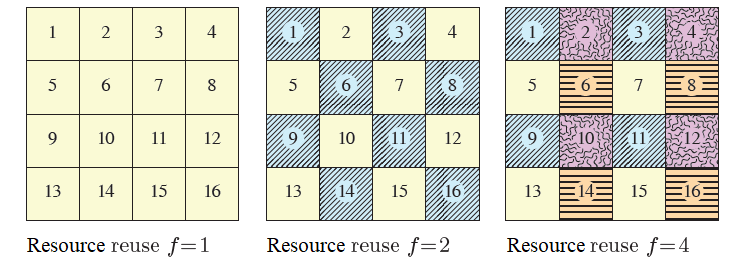 1 2 3 4
5 6 7 8
9 10 11 12
13 14 15 16
Resource reuse f=1
1 2 3 4
5 6 7 8
9 10 11 12
13 14 15 16
Resource reuse f=2
1 2 3 4
5 6 7 8
9 10 11 12
13 14 15 16
Resource reuse f=4